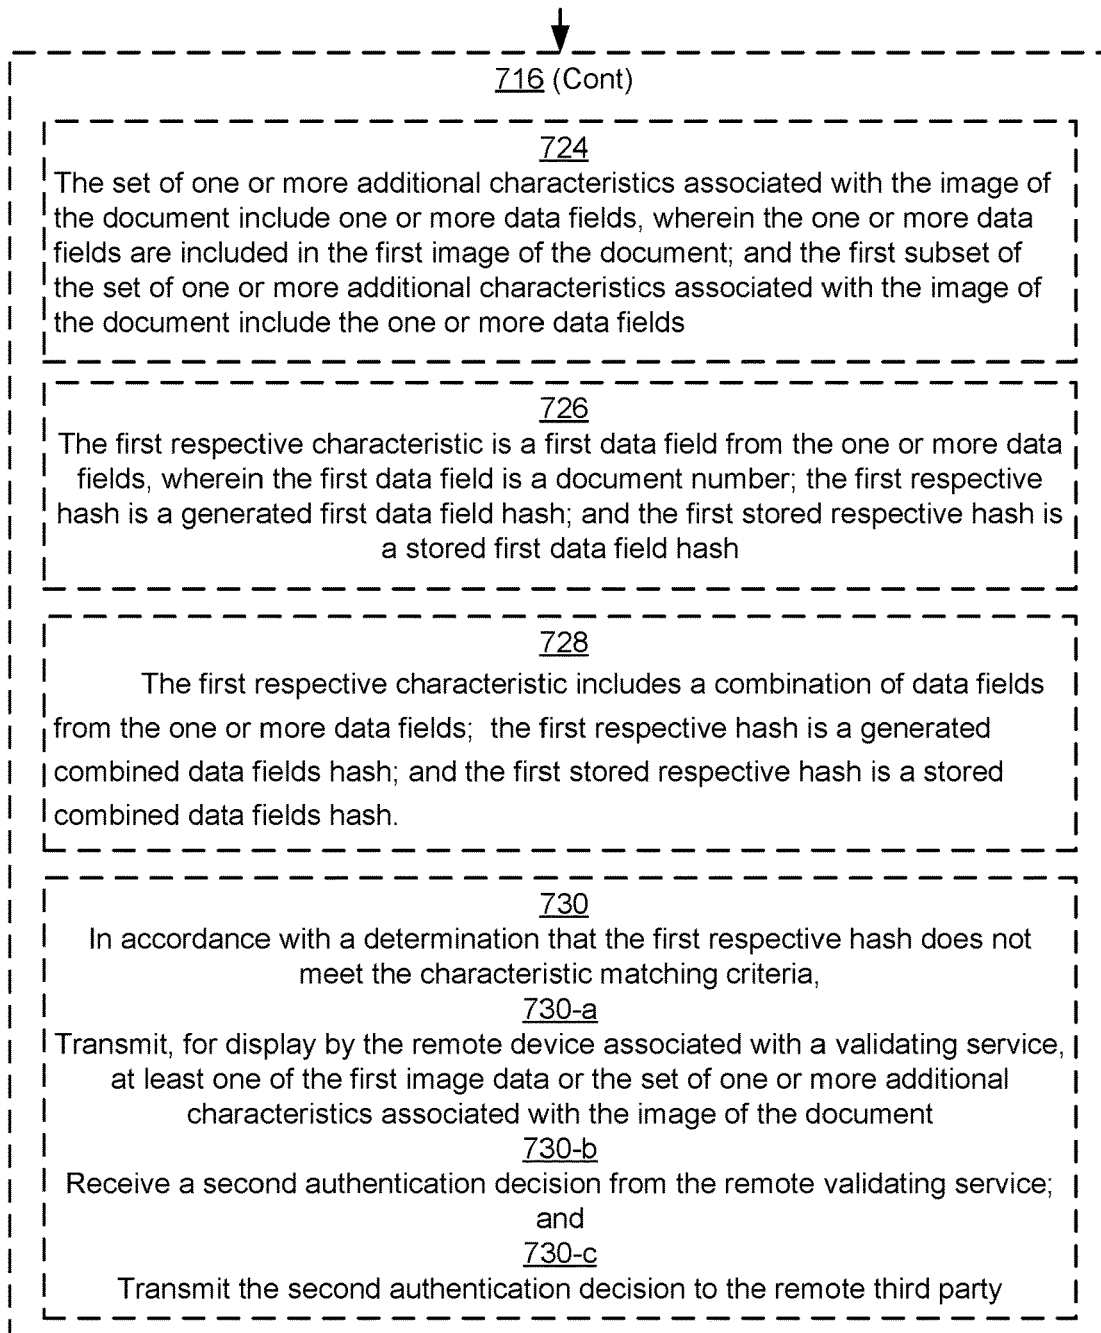 716 (Cont)
724
The set of one or more additional characteristics associated with the image of
the document include one or more data fields, wherein the one or more data
fields are included in the first image of the document; and the first subset of
the set of one or more additional characteristics associated with the image of
the document include the one or more data fields
726
The first respective characteristic is a first data field from the one or more data
fields, wherein the first data field is a document number; the first respective
hash is a generated first data field hash; and the first stored respective hash is
a stored first data field hash
728
The first respective characteristic includes a combination of data fields
from the one or more data fields;  the first respective hash is a generated
combined data fields hash; and the first stored respective hash is a stored
combined data fields hash.
730
In accordance with a determination that the first respective hash does not
meet the characteristic matching criteria,
730-a
Transmit, for display by the remote device associated with a validating service,
at least one of the first image data or the set of one or more additional
characteristics associated with the image of the document
730-b
Receive a second authentication decision from the remote validating service;
and
730-c
Transmit the second authentication decision to the remote third party